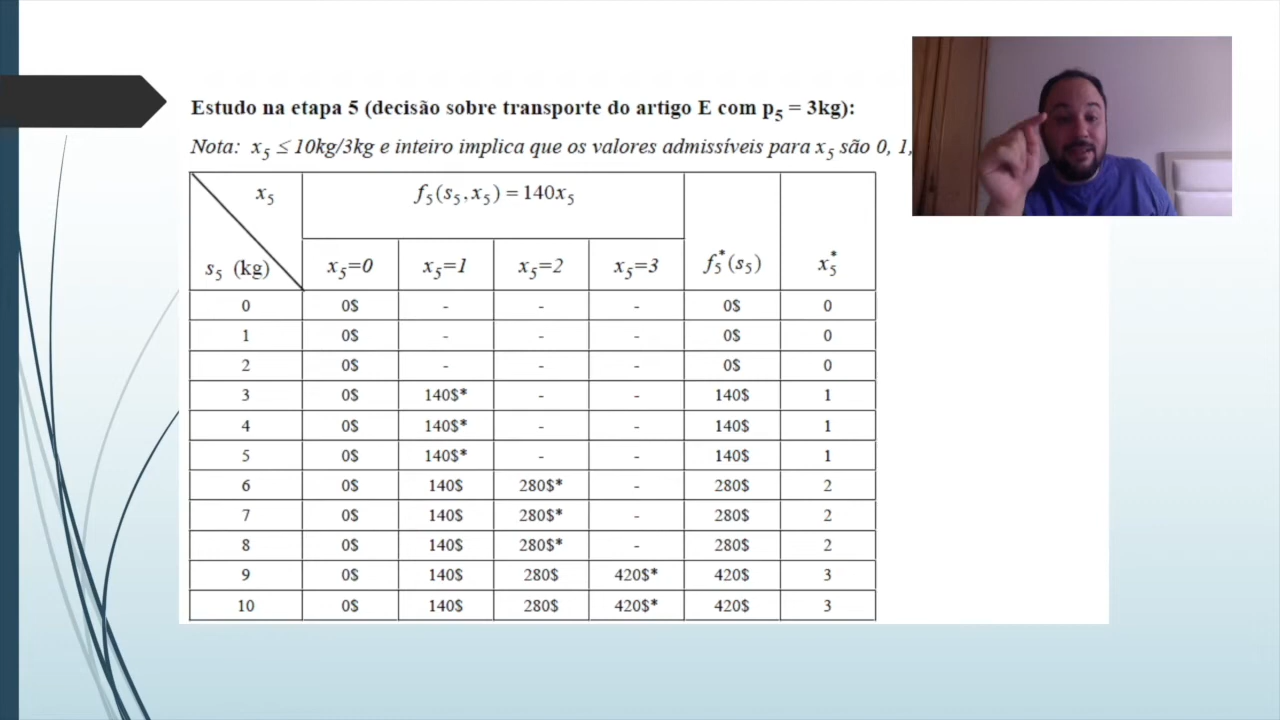 Estudo na etapa 5 (decisão sobre transporte do artigo E com p5 = 3kg):
Nota: x5 ≤ 10kg/3kg e inteiro implica que os valores admissíveis para x5 são 0, 1,
x5 f5(s5,x5) = 140x5
s5 (kg) x5=0 x5=1 x5=2 x5=3 f5*(s5) x5*
0 0$ - - - 0$ 0
1 0$ - - - 0$ 0
2 0$ - - - 0$ 0
3 0$ 140$* - - 140$ 1
4 0$ 140$* - - 140$ 1
5 0$ 140$* - - 140$ 1
6 0$ 140$ 280$* - 280$ 2
7 0$ 140$ 280$* - 280$ 2
8 0$ 140$ 280$* - 280$ 2
9 0$ 140$ 280$ 420$* 420$ 3
10 0$ 140$ 280$ 420$* 420$ 3